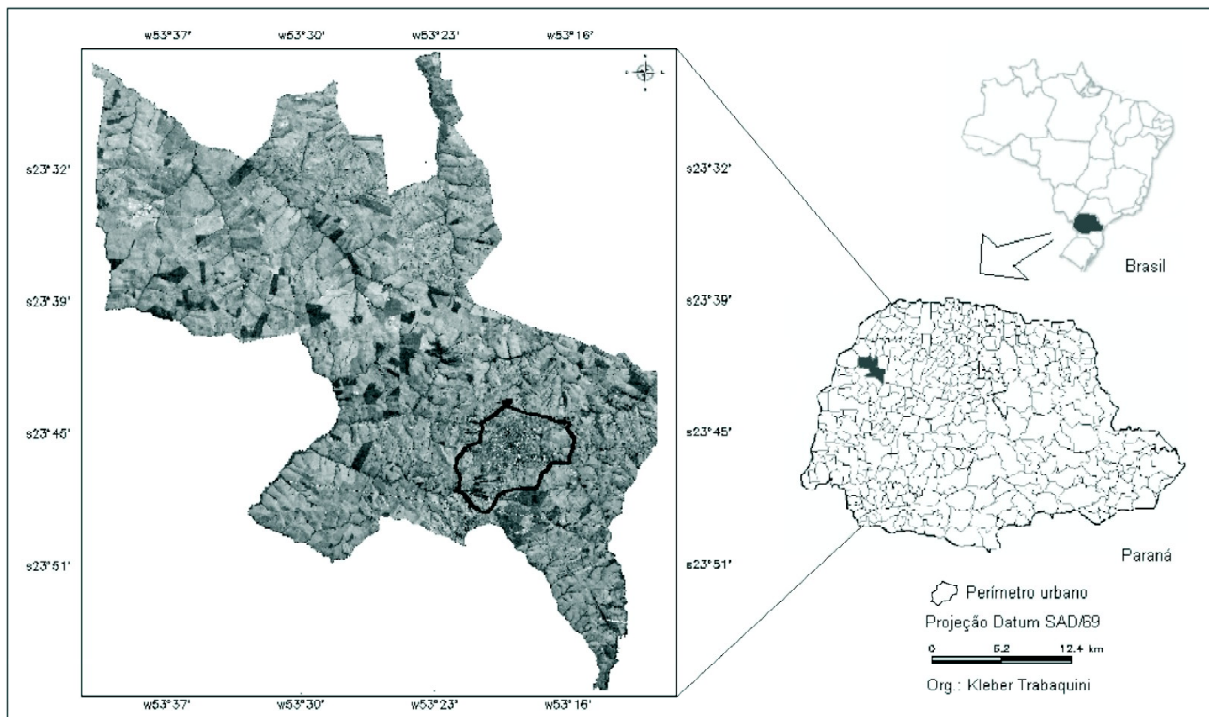 w53°37' w53°30' w53°23' w53°16'
s23°32' s23°32'
Brasil
s23°39' s23°39'
s23°45' s23°45'
s23°51' s23°51'
Paraná
Perímetro urbano
Projeção Datum SAD/69
0 6.2 12.4 km
Org.: Kleber Trabaquini
w53°37' w53°30' w53°23' w53°16'